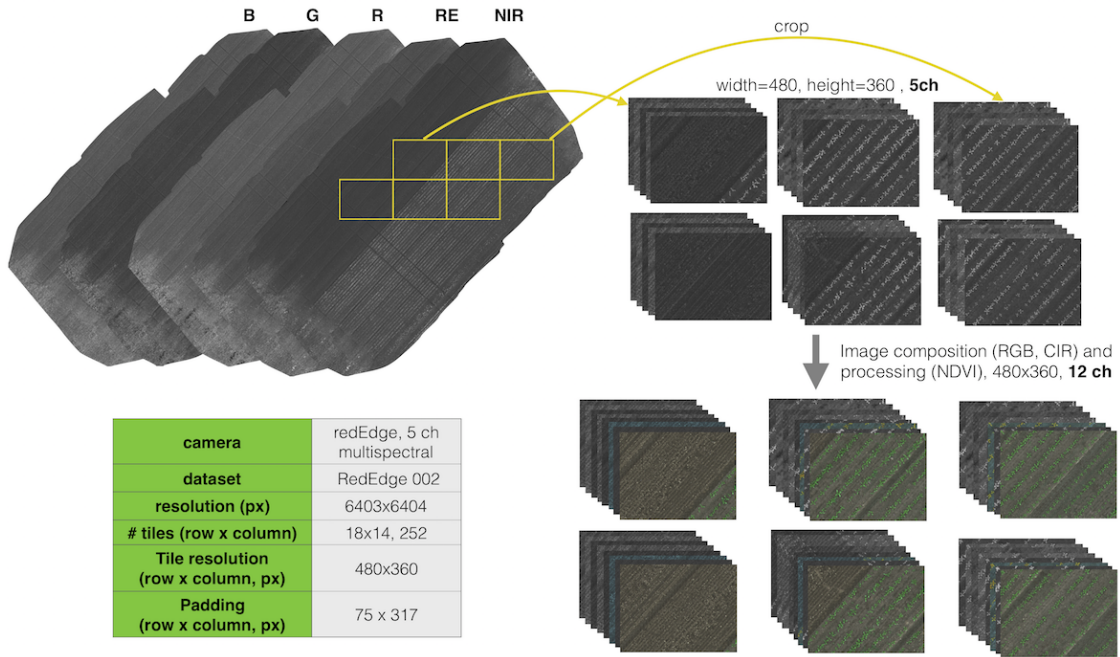 B G R RE NIR
crop
width=480, height=360 , 5ch
Image composition (RGB, CIR) and
processing (NDVI), 480x360, 12 ch
camera
redEdge, 5 ch
multispectral
dataset
RedEdge 002
resolution (px)
6403x6404
# tiles (row x column)
18x14, 252
Tile resolution
(row x column, px)
480x360
Padding
(row x column, px)
75 x 317